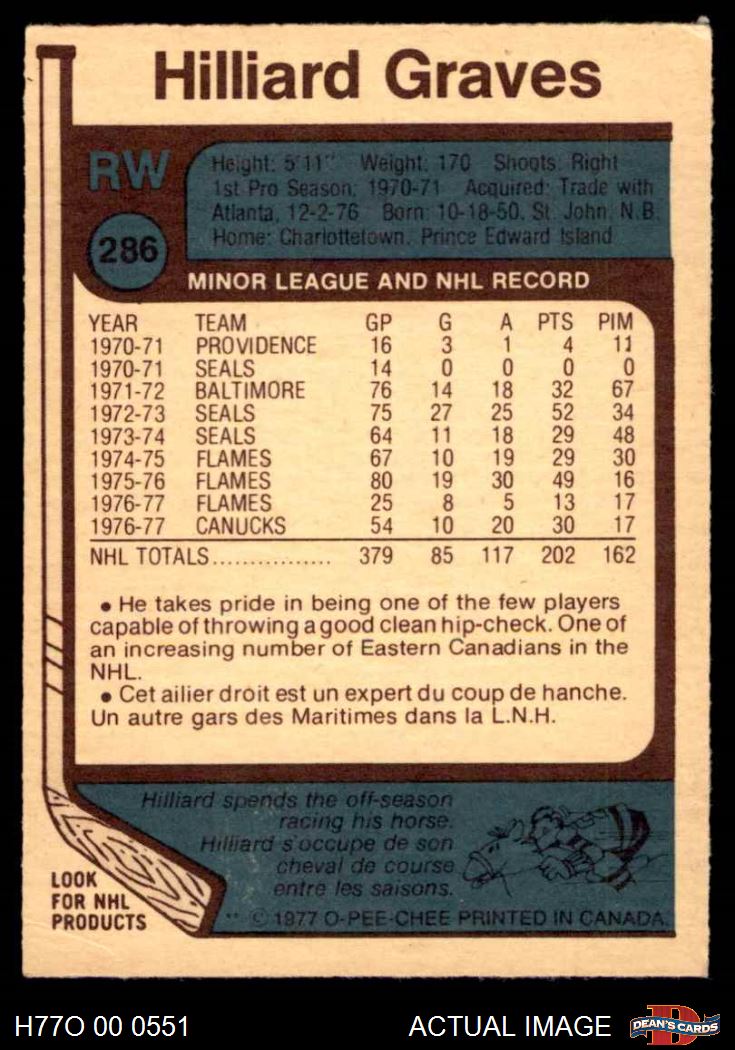 Hilliard Graves
RW
286
Height: 5'11" Weight: 170 Shoots: Right
1st Pro Season: 1970-71 Acquired: Trade with
Atlanta, 12-2-76 Born: 10-18-50, St. John, N.B.
Home: Charlottetown, Prince Edward Island
MINOR LEAGUE AND NHL RECORD
YEAR TEAM GP G A PTS PIM
1970-71 PROVIDENCE 16 3 1 4 11
1970-71 SEALS 14 0 0 0 0
1971-72 BALTIMORE 76 14 18 32 67
1972-73 SEALS 75 27 25 52 34
1973-74 SEALS 64 11 18 29 48
1974-75 FLAMES 67 10 19 29 30
1975-76 FLAMES 80 19 30 49 16
1976-77 FLAMES 25 8 5 13 17
1976-77 CANUCKS 54 10 20 30 17
NHL TOTALS................ 379 85 117 202 162
• He takes pride in being one of the few players
capable of throwing a good clean hip-check. One of
an increasing number of Eastern Canadians in the
NHL.
• Cet ailier droit est un expert du coup de hanche.
Un autre gars des Maritimes dans la L.N.H.
Hilliard spends the off-season
racing his horse.
Hilliard s'occupe de son
cheval de course
entre les saisons.
LOOK
FOR NHL
PRODUCTS
** © 1977 O-PEE-CHEE PRINTED IN CANADA.
H77O 00 0551
ACTUAL IMAGE
D
DEAN'S CARDS